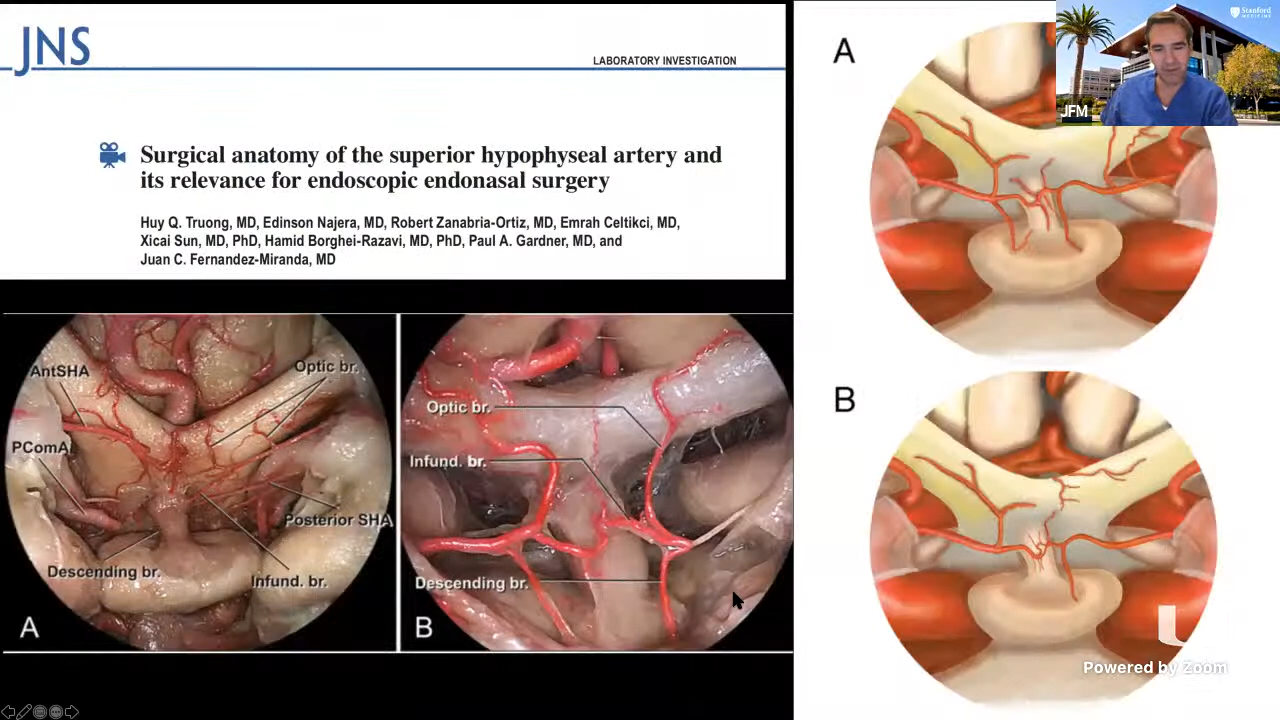 JNS
LABORATORY INVESTIGATION
Surgical anatomy of the superior hypophyseal artery and
its relevance for endoscopic endonasal surgery
Huy Q. Truong, MD, Edinson Najera, MD, Robert Zanabria-Ortiz, MD, Emrah Celtikci, MD,
Xicai Sun, MD, PhD, Hamid Borghei-Razavi, MD, PhD, Paul A. Gardner, MD, and
Juan C. Fernandez-Miranda, MD
AntSHA
Optic br.
PComA
Posterior SHA
Descending br.
Infund. br.
A
Optic br.
Infund. br.
Descending br.
B
A
B
Stanford
MEDICINE
JFM
U
Powered by Zoom